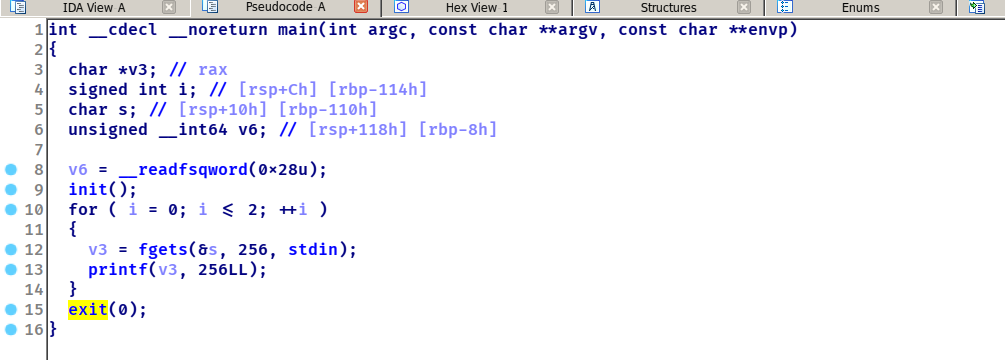 IDA View A Pseudocode A Hex View 1 Structures Enums
1 int __cdecl __noreturn main(int argc, const char **argv, const char **envp)
2 {
3 char *v3; // rax
4 signed int i; // [rsp+Ch] [rbp-114h]
5 char s; // [rsp+10h] [rbp-110h]
6 unsigned __int64 v6; // [rsp+118h] [rbp-8h]
7
8 v6 = __readfsqword(0×28u);
9 init();
10 for ( i = 0; i <= 2; ++i )
11 {
12 v3 = fgets(&s, 256, stdin);
13 printf(v3, 256LL);
14 }
15 exit(0);
16 }